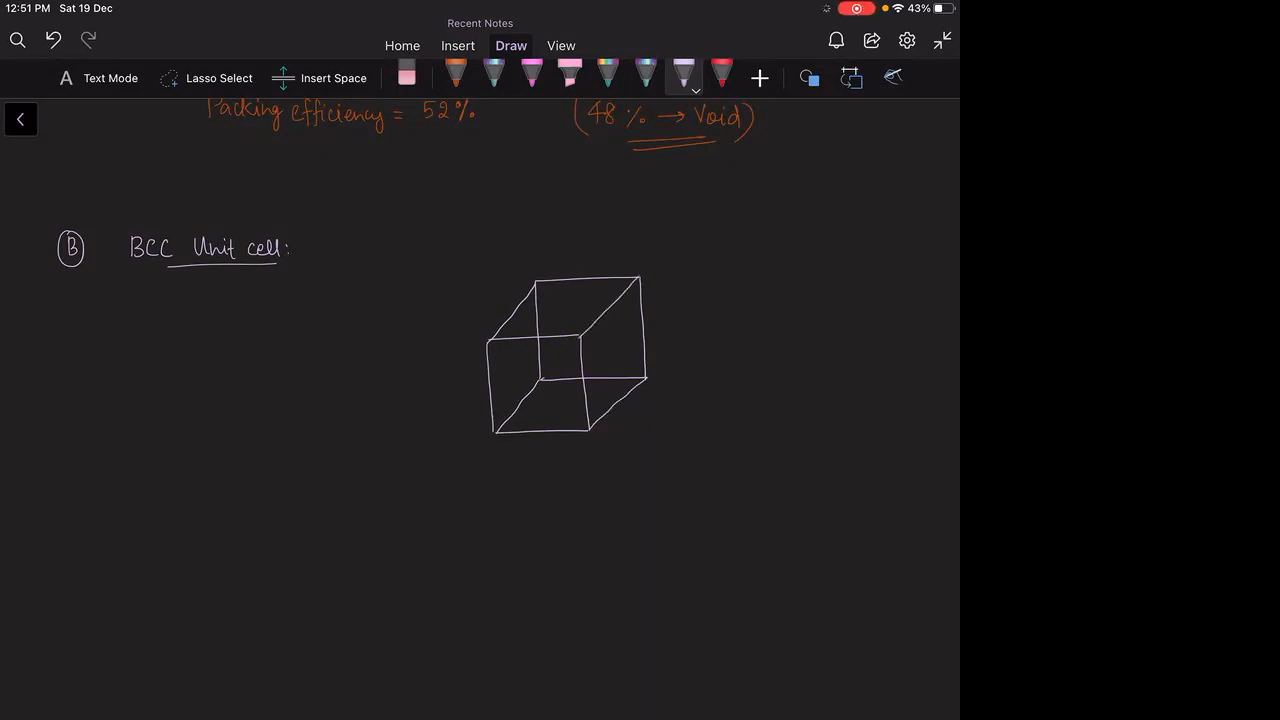 12:51 PM Sat 19 Dec 43%
Recent Notes
Home Insert Draw View
A Text Mode Lasso Select Insert Space
Packing efficiency = 52% (48 % → Void)
B BCC Unit cell: